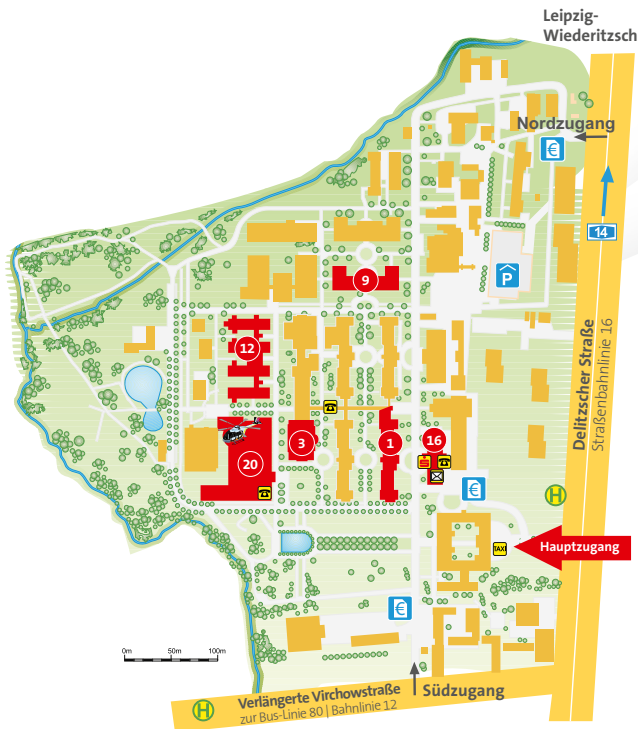 Leipzig-
Wiederitzsch
Nordzugang
€
14
P
9
12
3
1
16
S
20
€
H
TAXI
Hauptzugang
€
Delitzscher Straße
Straßenbahnlinie 16
0m 50m 100m
H
Verlängerte Virchowstraße
zur Bus-Linie 80 | Bahnlinie 12
Südzugang